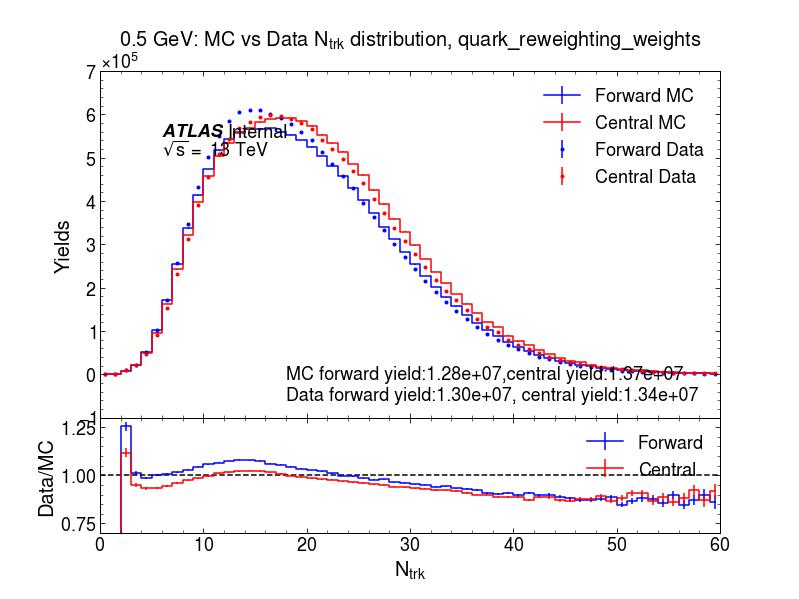 0.5 GeV: MC vs Data Ntrk distribution, quark_reweighting_weights
×10⁵
7
6
5
4
3
2
1
0
−1
Yields
ATLAS Internal
√s = 13 TeV
Forward MC
Central MC
Forward Data
Central Data
MC forward yield:1.28e+07,central yield:1.37e+07
Data forward yield:1.30e+07, central yield:1.34e+07
1.25
1.00
0.75
Data/MC
Forward
Central
0 10 20 30 40 50 60
Ntrk